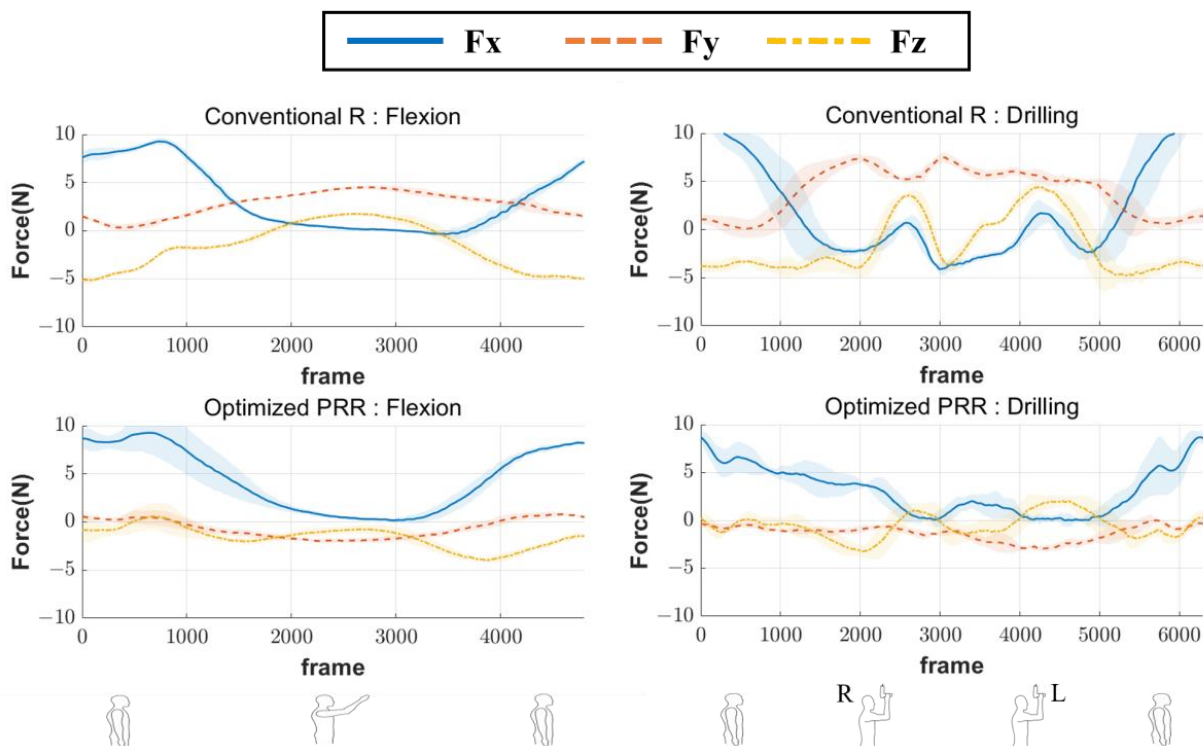 Fx Fy Fz
Conventional R : Flexion
10
5
0
−5
−10
Force(N)
0 1000 2000 3000 4000
frame
Conventional R : Drilling
10
5
0
−5
−10
Force(N)
0 1000 2000 3000 4000 5000 6000
frame
Optimized PRR : Flexion
10
5
0
−5
−10
Force(N)
0 1000 2000 3000 4000
frame
Optimized PRR : Drilling
10
5
0
−5
−10
Force(N)
0 1000 2000 3000 4000 5000 6000
frame
R L